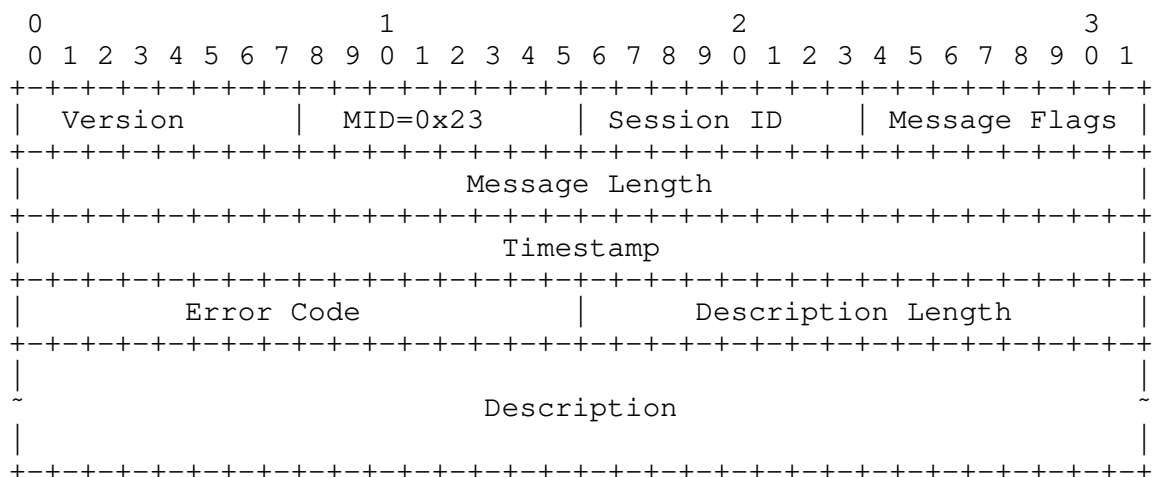 0                   1                   2                   3
 0 1 2 3 4 5 6 7 8 9 0 1 2 3 4 5 6 7 8 9 0 1 2 3 4 5 6 7 8 9 0 1
+-+-+-+-+-+-+-+-+-+-+-+-+-+-+-+-+-+-+-+-+-+-+-+-+-+-+-+-+-+-+-+-+
|  Version      |  MID=0x23     | Session ID    | Message Flags |
+-+-+-+-+-+-+-+-+-+-+-+-+-+-+-+-+-+-+-+-+-+-+-+-+-+-+-+-+-+-+-+-+
|                         Message Length                        |
+-+-+-+-+-+-+-+-+-+-+-+-+-+-+-+-+-+-+-+-+-+-+-+-+-+-+-+-+-+-+-+-+
|                           Timestamp                           |
+-+-+-+-+-+-+-+-+-+-+-+-+-+-+-+-+-+-+-+-+-+-+-+-+-+-+-+-+-+-+-+-+
|         Error Code            |      Description Length       |
+-+-+-+-+-+-+-+-+-+-+-+-+-+-+-+-+-+-+-+-+-+-+-+-+-+-+-+-+-+-+-+-+
|                                                               |
~                          Description                          ~
|                                                               |
+-+-+-+-+-+-+-+-+-+-+-+-+-+-+-+-+-+-+-+-+-+-+-+-+-+-+-+-+-+-+-+-+